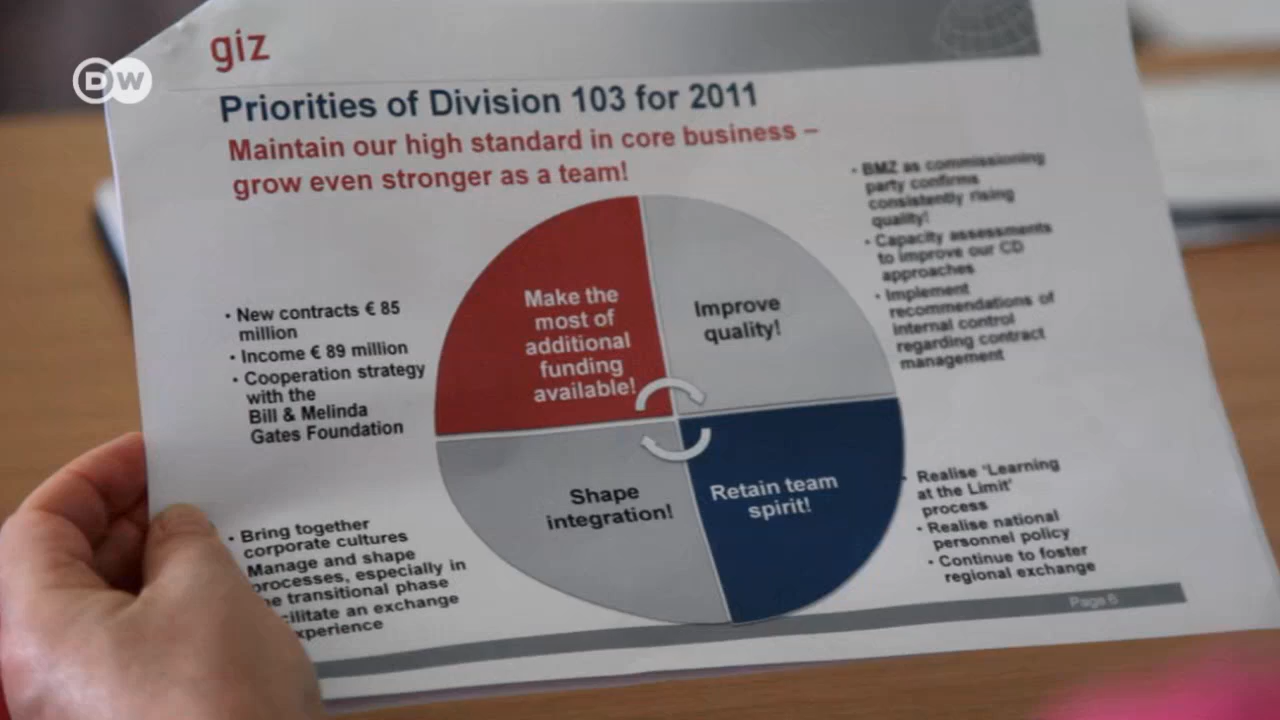 DW
giz
Priorities of Division 103 for 2011
Maintain our high standard in core business –
grow even stronger as a team!
• New contracts € 85
million
• Income € 89 million
• Cooperation strategy
with the
Bill & Melinda
Gates Foundation
Make the
most of
additional
funding
available!
Improve
quality!
• BMZ as commissioning
party confirms
consistently rising
quality!
• Capacity assessments
to improve our CD
approaches
• Implement
recommendations of
internal control
regarding contract
management
• Bring together
corporate cultures
Manage and shape
processes, especially in
transitional phase
an exchange
Shape
integration!
Retain team
spirit!
• Realise ‘Learning
at the Limit’
process
• Realise national
personnel policy
• Continue to foster
regional exchange
Page 6